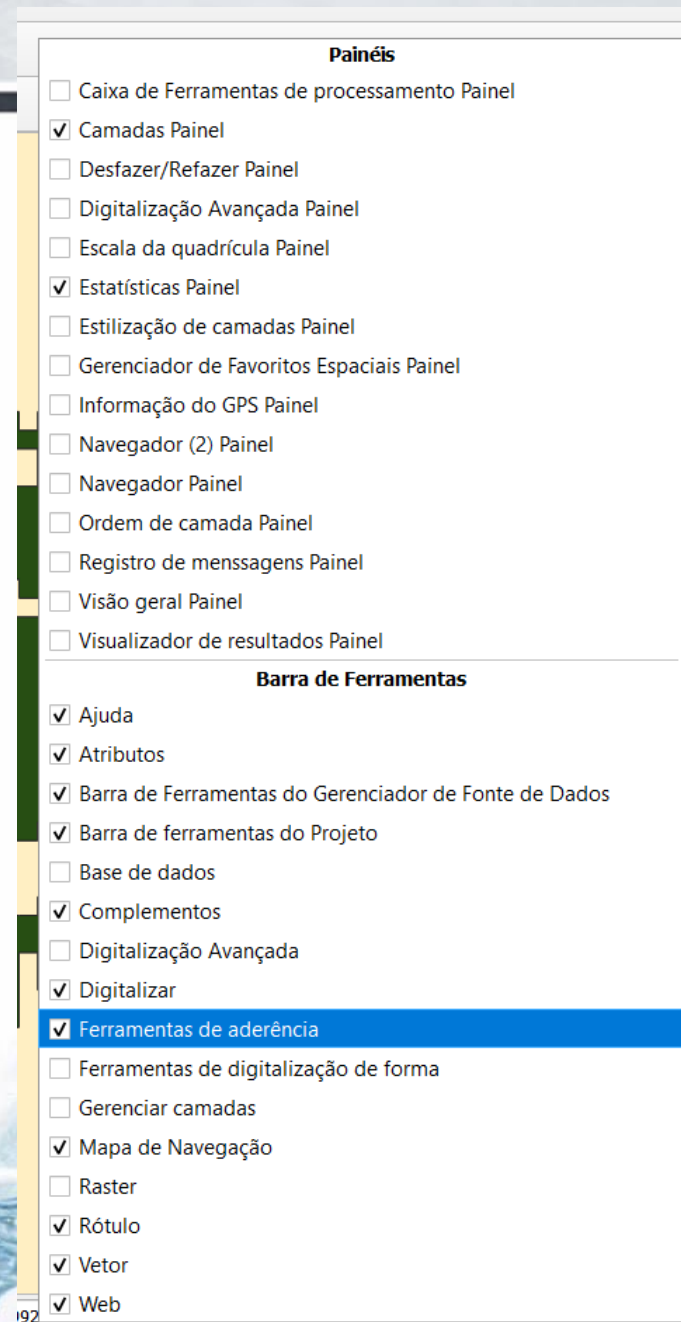 Painéis
Caixa de Ferramentas de processamento Painel
Camadas Painel
Desfazer/Refazer Painel
Digitalização Avançada Painel
Escala da quadrícula Painel
Estatísticas Painel
Estilização de camadas Painel
Gerenciador de Favoritos Espaciais Painel
Informação do GPS Painel
Navegador (2) Painel
Navegador Painel
Ordem de camada Painel
Registro de menssagens Painel
Visão geral Painel
Visualizador de resultados Painel
Barra de Ferramentas
Ajuda
Atributos
Barra de Ferramentas do Gerenciador de Fonte de Dados
Barra de ferramentas do Projeto
Base de dados
Complementos
Digitalização Avançada
Digitalizar
Ferramentas de aderência
Ferramentas de digitalização de forma
Gerenciar camadas
Mapa de Navegação
Raster
Rótulo
Vetor
Web